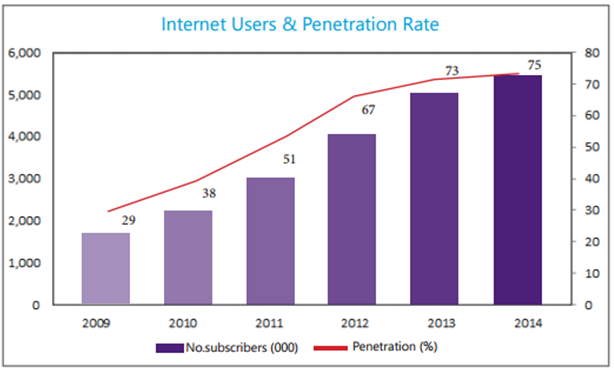 Internet Users & Penetration Rate
6,000 80
5,000 70
4,000 60
3,000 50
2,000 40
1,000 30
0 20
10
0
29 38 51 67 73 75
2009 2010 2011 2012 2013 2014
No.subscribers (000) Penetration (%)